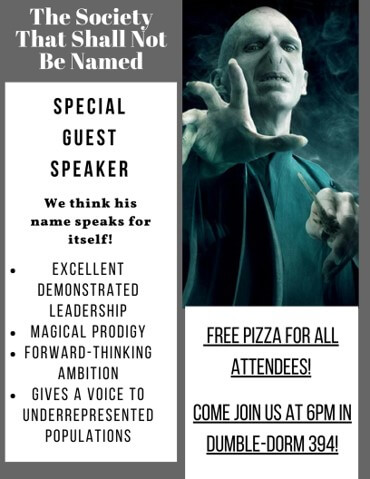 The Society
That Shall Not
Be Named
SPECIAL
GUEST
SPEAKER
We think his
name speaks for
itself!
• EXCELLENT
DEMONSTRATED
LEADERSHIP
• MAGICAL PRODIGY
• FORWARD-THINKING
AMBITION
• GIVES A VOICE TO
UNDERREPRESENTED
POPULATIONS
FREE PIZZA FOR ALL
ATTENDEES!
COME JOIN US AT 6PM IN
DUMBLE-DORM 394!